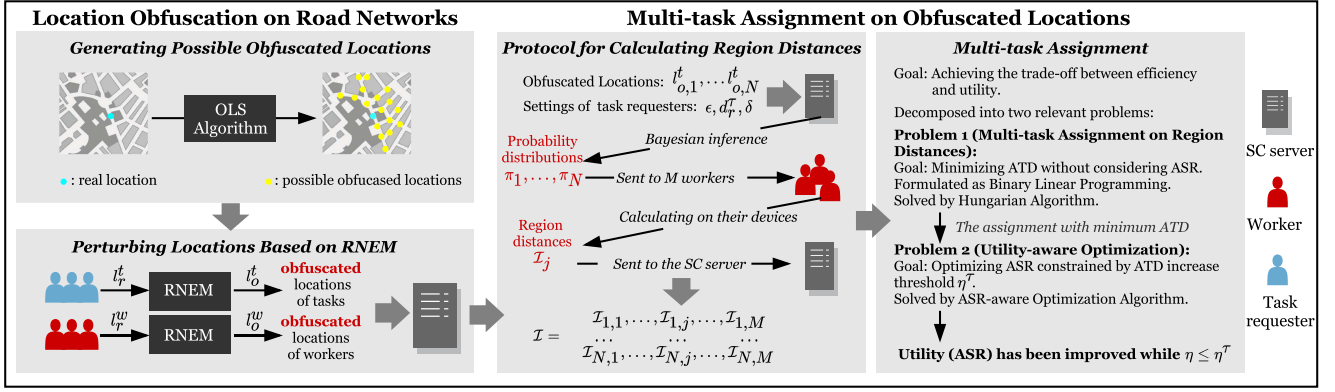 Location Obfuscation on Road Networks
Generating Possible Obfuscated Locations
OLS
Algorithm
: real location
: possible obfucased locations
Perturbing Locations Based on RNEM
l_r^t
RNEM
l_o^t
obfuscated
locations
of tasks
l_r^w
RNEM
l_o^w
obfuscated
locations
of workers
Multi-task Assignment on Obfuscated Locations
Protocol for Calculating Region Distances
Obfuscated Locations: l_{o,1}^t, ... l_{o,N}^t
Settings of task requesters: ϵ, d_r^𝒯, δ
Bayesian inference
Probability
distributions
π_1, ..., π_N
Sent to M workers
Calculating on their devices
Region
distances
ℐ_j
Sent to the SC server
ℐ_{1,1}, ..., ℐ_{1,j}, ..., ℐ_{1,M}
ℐ = ... ... ...
ℐ_{N,1}, ..., ℐ_{N,j}, ..., ℐ_{N,M}
Multi-task Assignment
Goal: Achieving the trade-off between efficiency
and utility.
Decomposed into two relevant problems:
Problem 1 (Multi-task Assignment on Region
Distances):
Goal: Minimizing ATD without considering ASR.
Formulated as Binary Linear Programming.
Solved by Hungarian Algorithm.
The assignment with minimum ATD
Problem 2 (Utility-aware Optimization):
Goal: Optimizing ASR constrained by ATD increase
threshold η^𝒯.
Solved by ASR-aware Optimization Algorithm.
Utility (ASR) has been improved while η ≤ η^𝒯
SC server
Worker
Task
requester